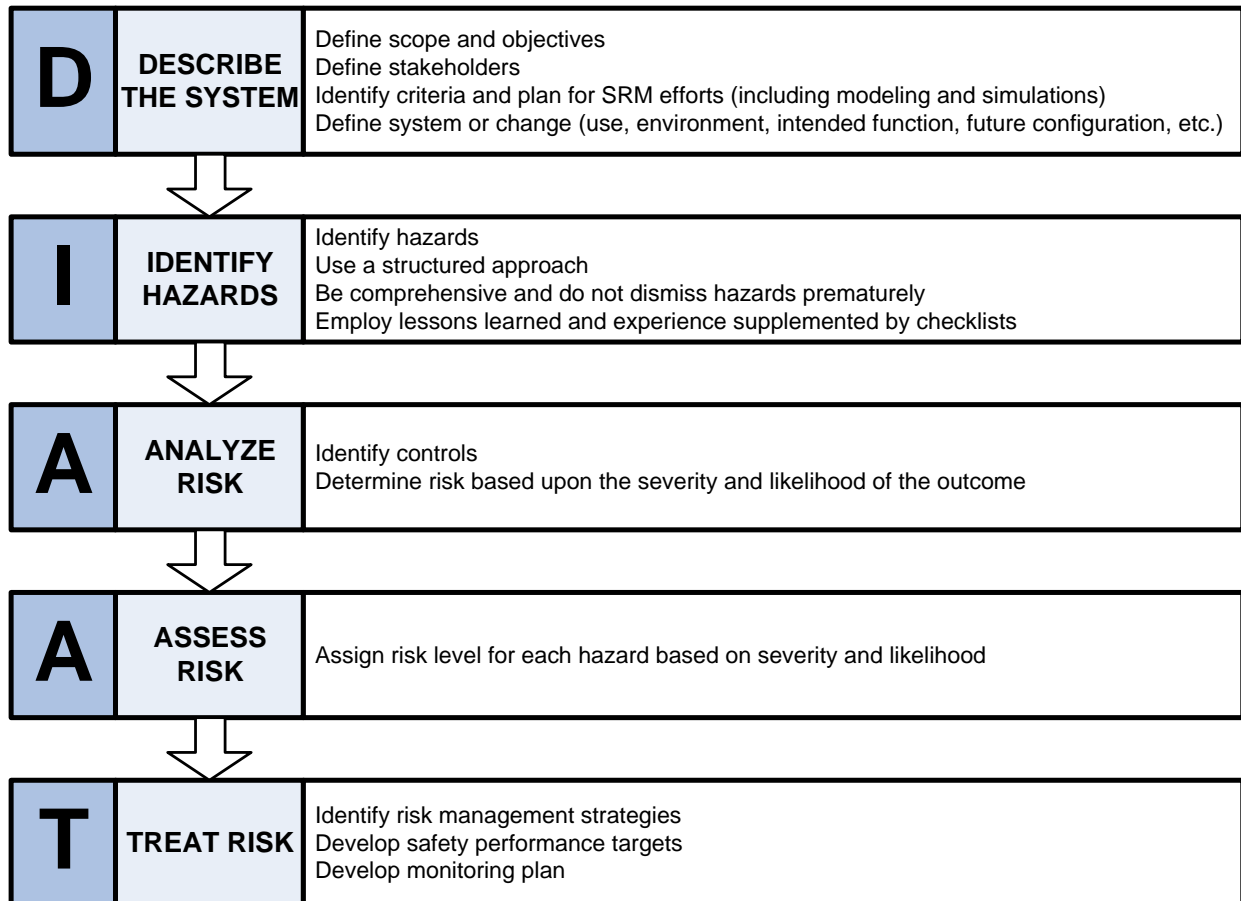 D
DESCRIBE
THE SYSTEM
Define scope and objectives
Define stakeholders
Identify criteria and plan for SRM efforts (including modeling and simulations)
Define system or change (use, environment, intended function, future configuration, etc.)
I
IDENTIFY
HAZARDS
Identify hazards
Use a structured approach
Be comprehensive and do not dismiss hazards prematurely
Employ lessons learned and experience supplemented by checklists
A
ANALYZE
RISK
Identify controls
Determine risk based upon the severity and likelihood of the outcome
A
ASSESS
RISK
Assign risk level for each hazard based on severity and likelihood
T
TREAT RISK
Identify risk management strategies
Develop safety performance targets
Develop monitoring plan